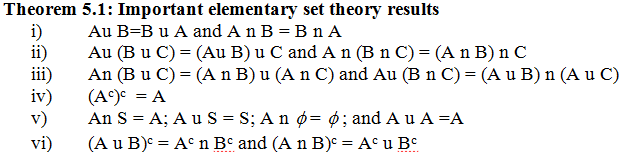 Theorem 5.1: Important elementary set theory results
i) Au B=B u A and A n B = B n A
ii) Au (B u C) = (Au B) u C and A n (B n C) = (A n B) n C
iii) An (B u C) = (A n B) u (A n C) and Au (B n C) = (A u B) n (A u C)
iv) (Aᶜ)ᶜ = A
v) An S = A; A u S = S; A n ϕ= ϕ; and A u A =A
vi) (A u B)ᶜ = Aᶜ n Bᶜ and (A n B)ᶜ = Aᶜ u Bᶜ